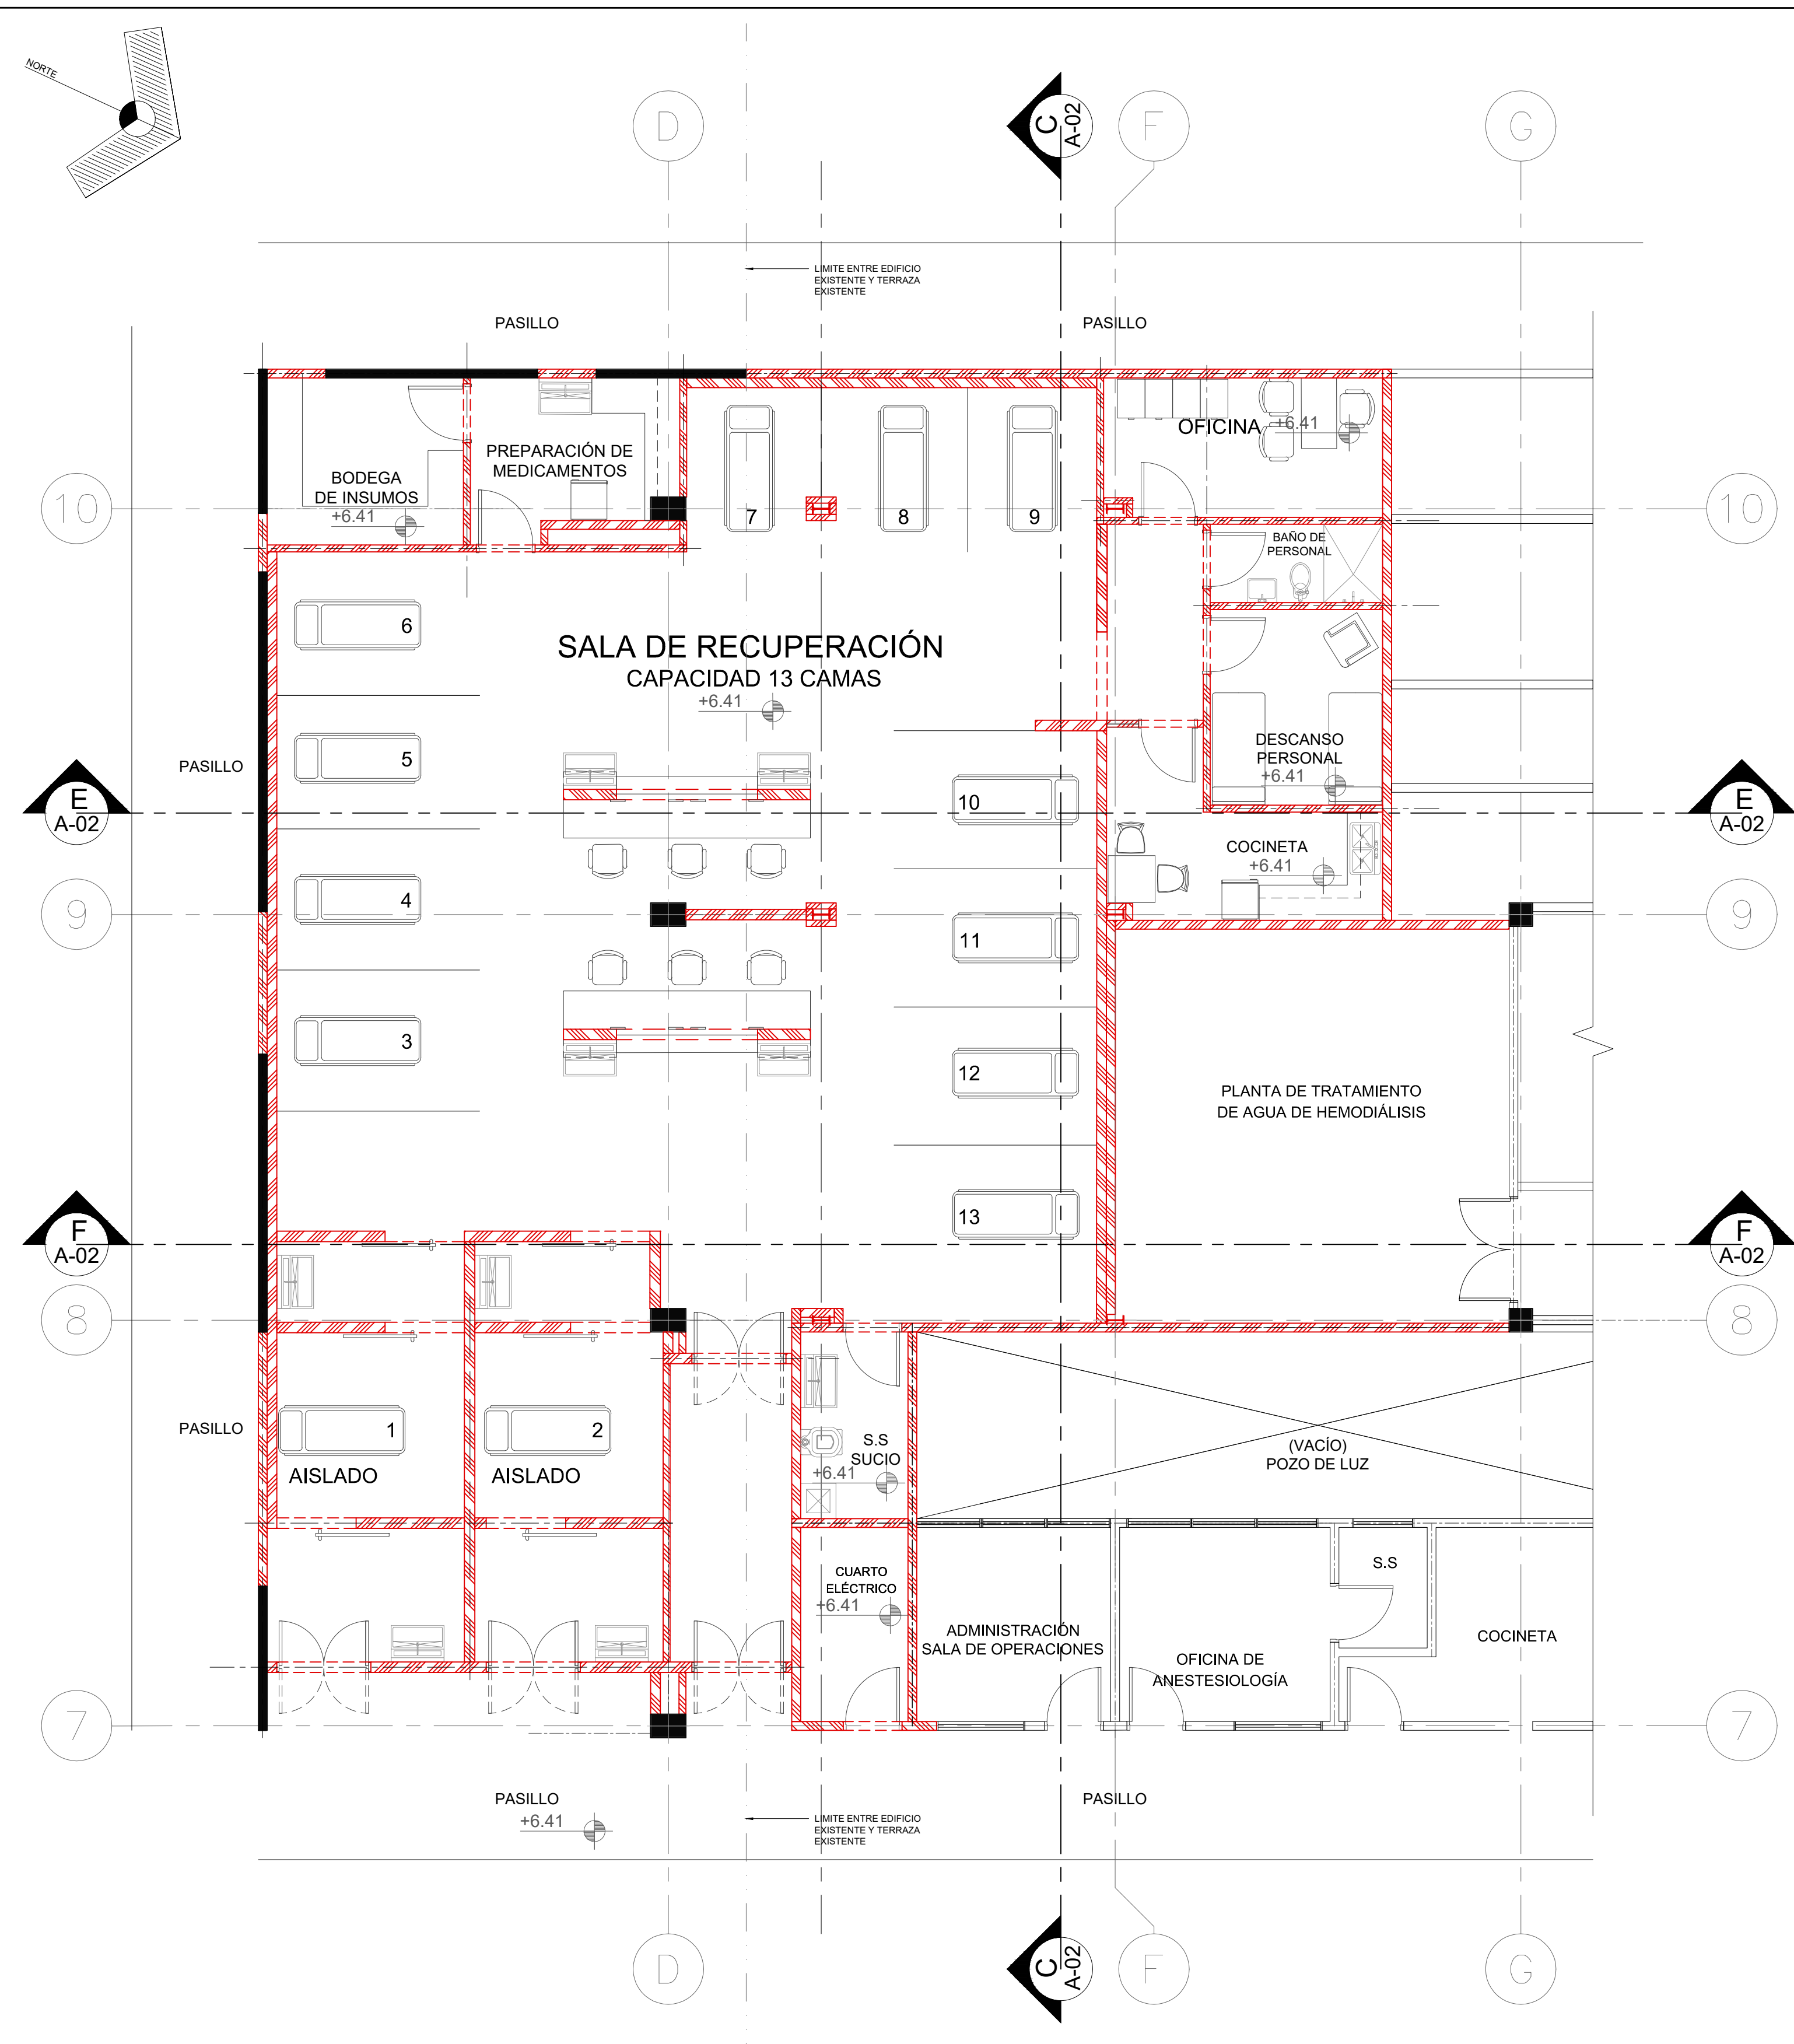 NORTE
D
C
A-02
F
G
LIMITE ENTRE EDIFICIO
EXISTENTE Y TERRAZA
EXISTENTE
PASILLO
PASILLO
OFICINA
+6.41
PREPARACIÓN DE
MEDICAMENTOS
BODEGA
DE INSUMOS
+6.41
10
7
8
9
10
BAÑO DE
PERSONAL
6
SALA DE RECUPERACIÓN
CAPACIDAD 13 CAMAS
+6.41
DESCANSO
PERSONAL
+6.41
PASILLO
5
E
A-02
10
E
A-02
COCINETA
+6.41
4
9
9
11
3
12
PLANTA DE TRATAMIENTO
DE AGUA DE HEMODIÁLISIS
13
F
A-02
F
A-02
8
8
PASILLO
1
2
S.S
SUCIO
+6.41
(VACÍO)
POZO DE LUZ
AISLADO
AISLADO
CUARTO
ELÉCTRICO
+6.41
S.S
ADMINISTRACIÓN
SALA DE OPERACIONES
COCINETA
OFICINA DE
ANESTESIOLOGÍA
7
7
PASILLO
+6.41
PASILLO
LIMITE ENTRE EDIFICIO
EXISTENTE Y TERRAZA
EXISTENTE
D
C
A-02
F
G